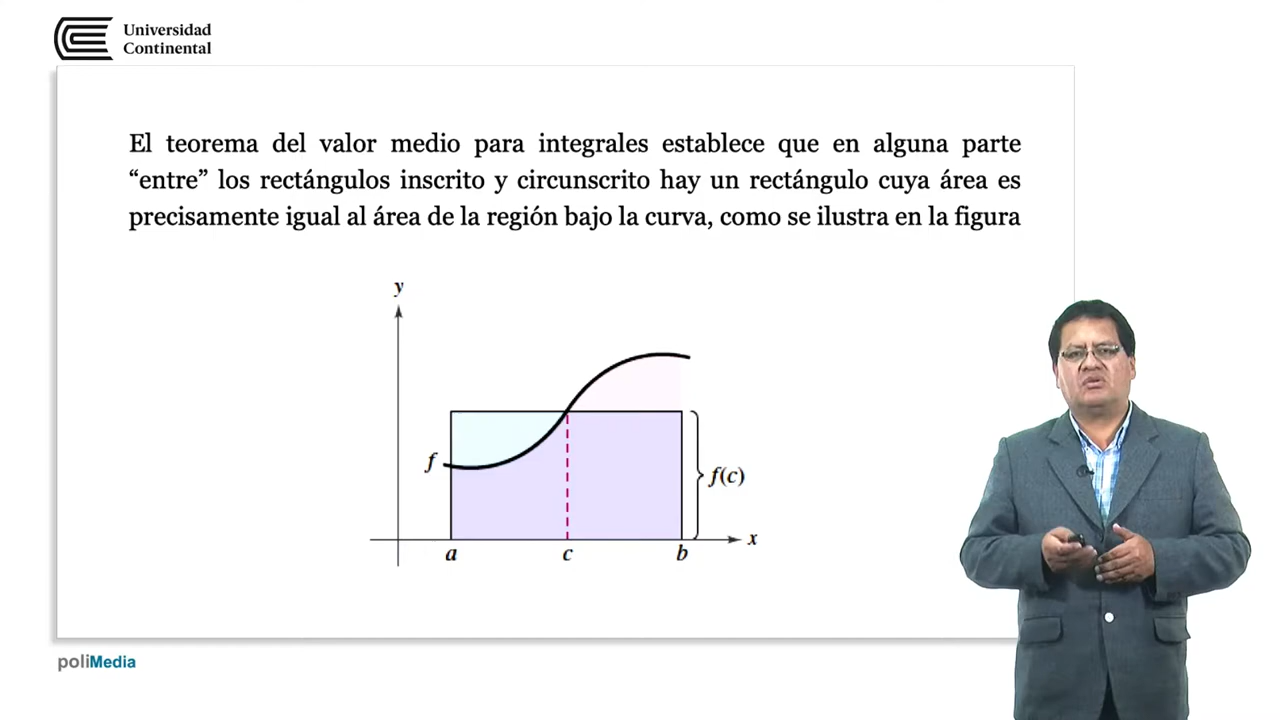 Universidad
Continental
El teorema del valor medio para integrales establece que en alguna parte
“entre” los rectángulos inscrito y circunscrito hay un rectángulo cuya área es
precisamente igual al área de la región bajo la curva, como se ilustra en la figura
y
f
f(c)
x
a
c
b
poliMedia